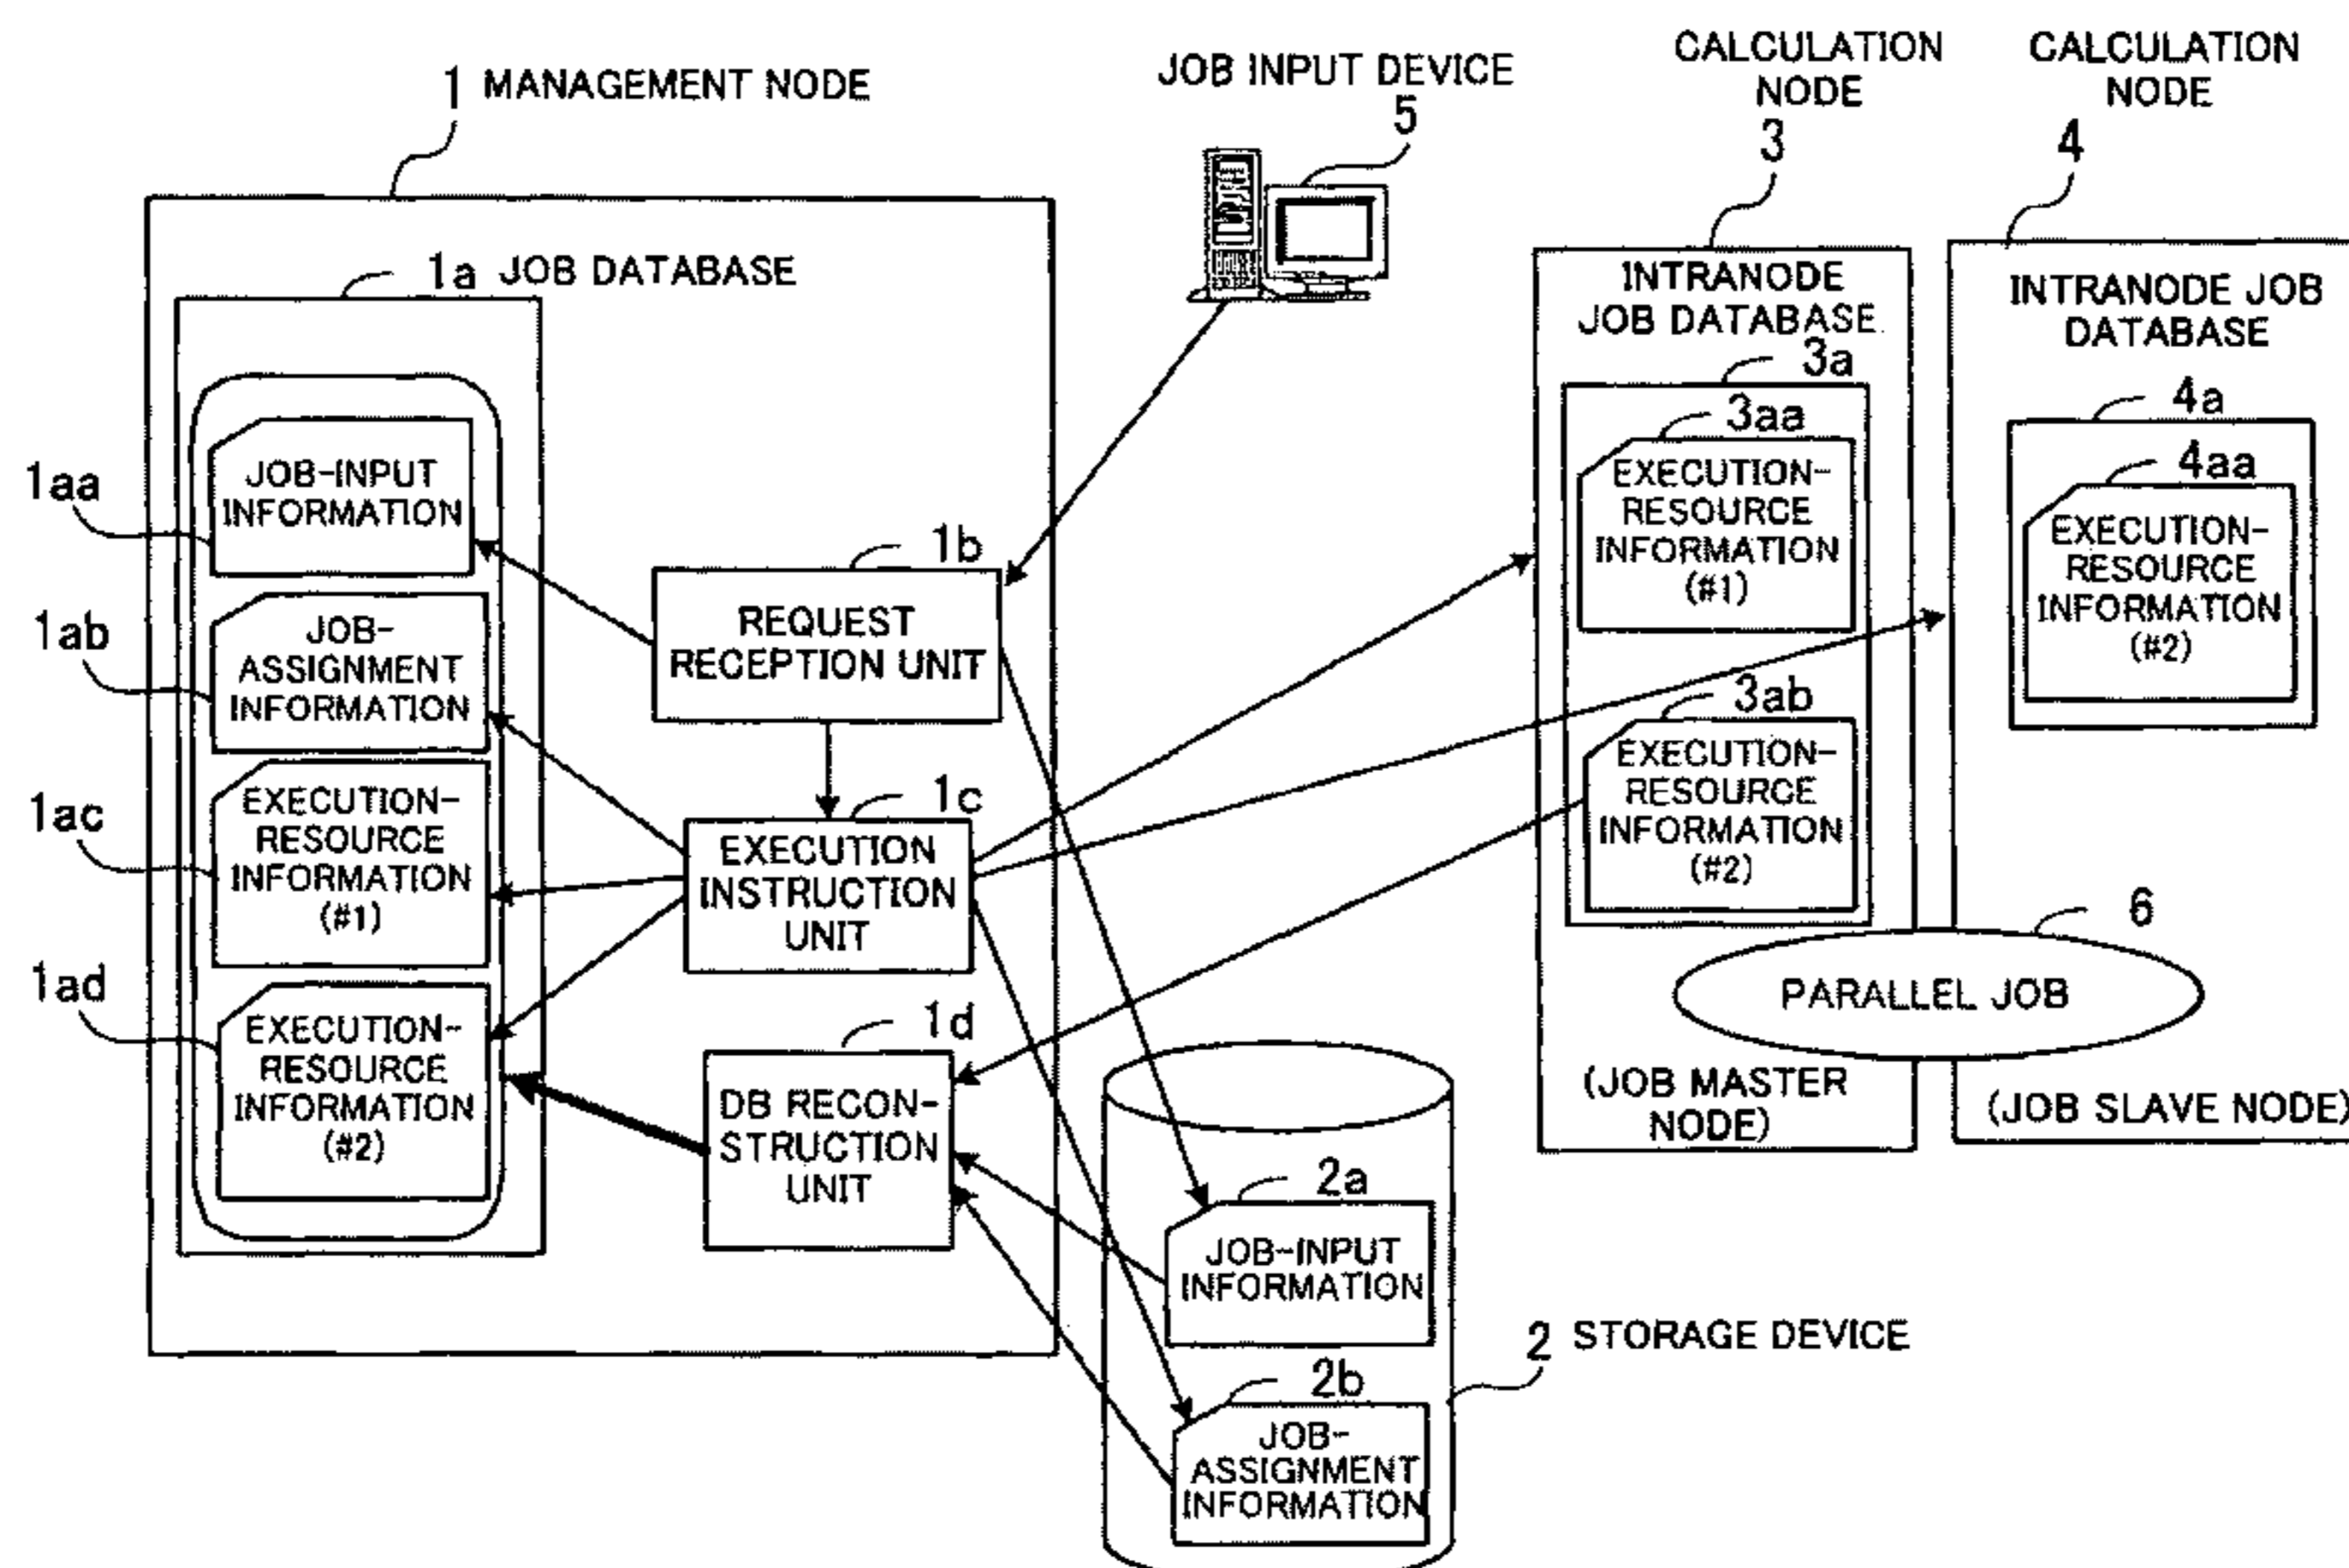 1 MANAGEMENT NODE
JOB INPUT DEVICE
5
CALCULATION
NODE
3
CALCULATION
NODE
4
1a JOB DATABASE
1aa
JOB-INPUT
INFORMATION
1ab
JOB-
ASSIGNMENT
INFORMATION
1ac
EXECUTION-
RESOURCE
INFORMATION
(#1)
1ad
EXECUTION-
RESOURCE
INFORMATION
(#2)
1b
REQUEST
RECEPTION UNIT
1c
EXECUTION
INSTRUCTION
UNIT
1d
DB RECON-
STRUCTION
UNIT
INTRANODE
JOB DATABASE
3a
3aa
EXECUTION-
RESOURCE
INFORMATION
(#1)
3ab
EXECUTION-
RESOURCE
INFORMATION
(#2)
(JOB MASTER
NODE)
INTRANODE JOB
DATABASE
4a
4aa
EXECUTION-
RESOURCE
INFORMATION
(#2)
(JOB SLAVE NODE)
6
PARALLEL JOB
2a
JOB-INPUT
INFORMATION
2 STORAGE DEVICE
2b
JOB-
ASSIGNMENT
INFORMATION